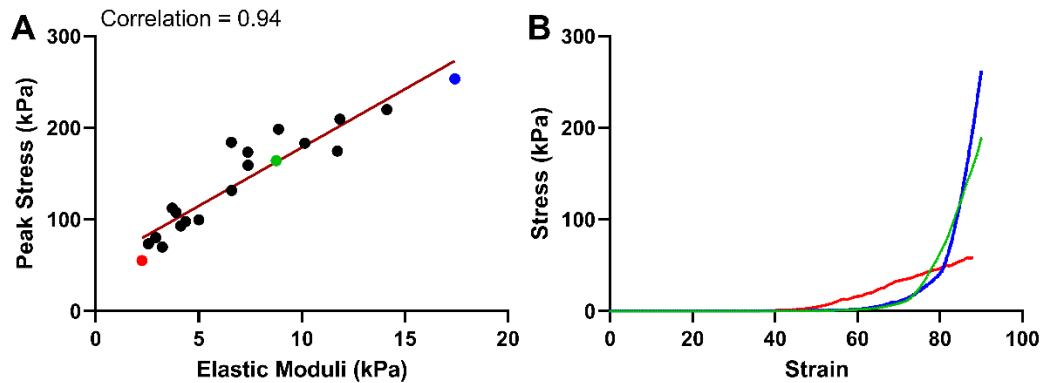 A
Correlation = 0.94
Peak Stress (kPa)
300
200
100
0
0 5 10 15 20
Elastic Moduli (kPa)
B
Stress (kPa)
300
200
100
0
0 20 40 60 80 100
Strain